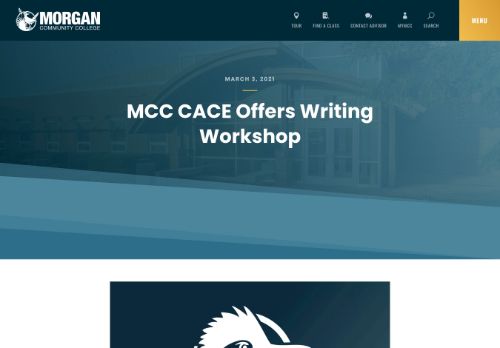 MORGAN
COMMUNITY COLLEGE
TOUR
FIND A CLASS
CONTACT ADVISOR
MYMCC
SEARCH
MENU
MARCH 3, 2021
MCC CACE Offers Writing
Workshop